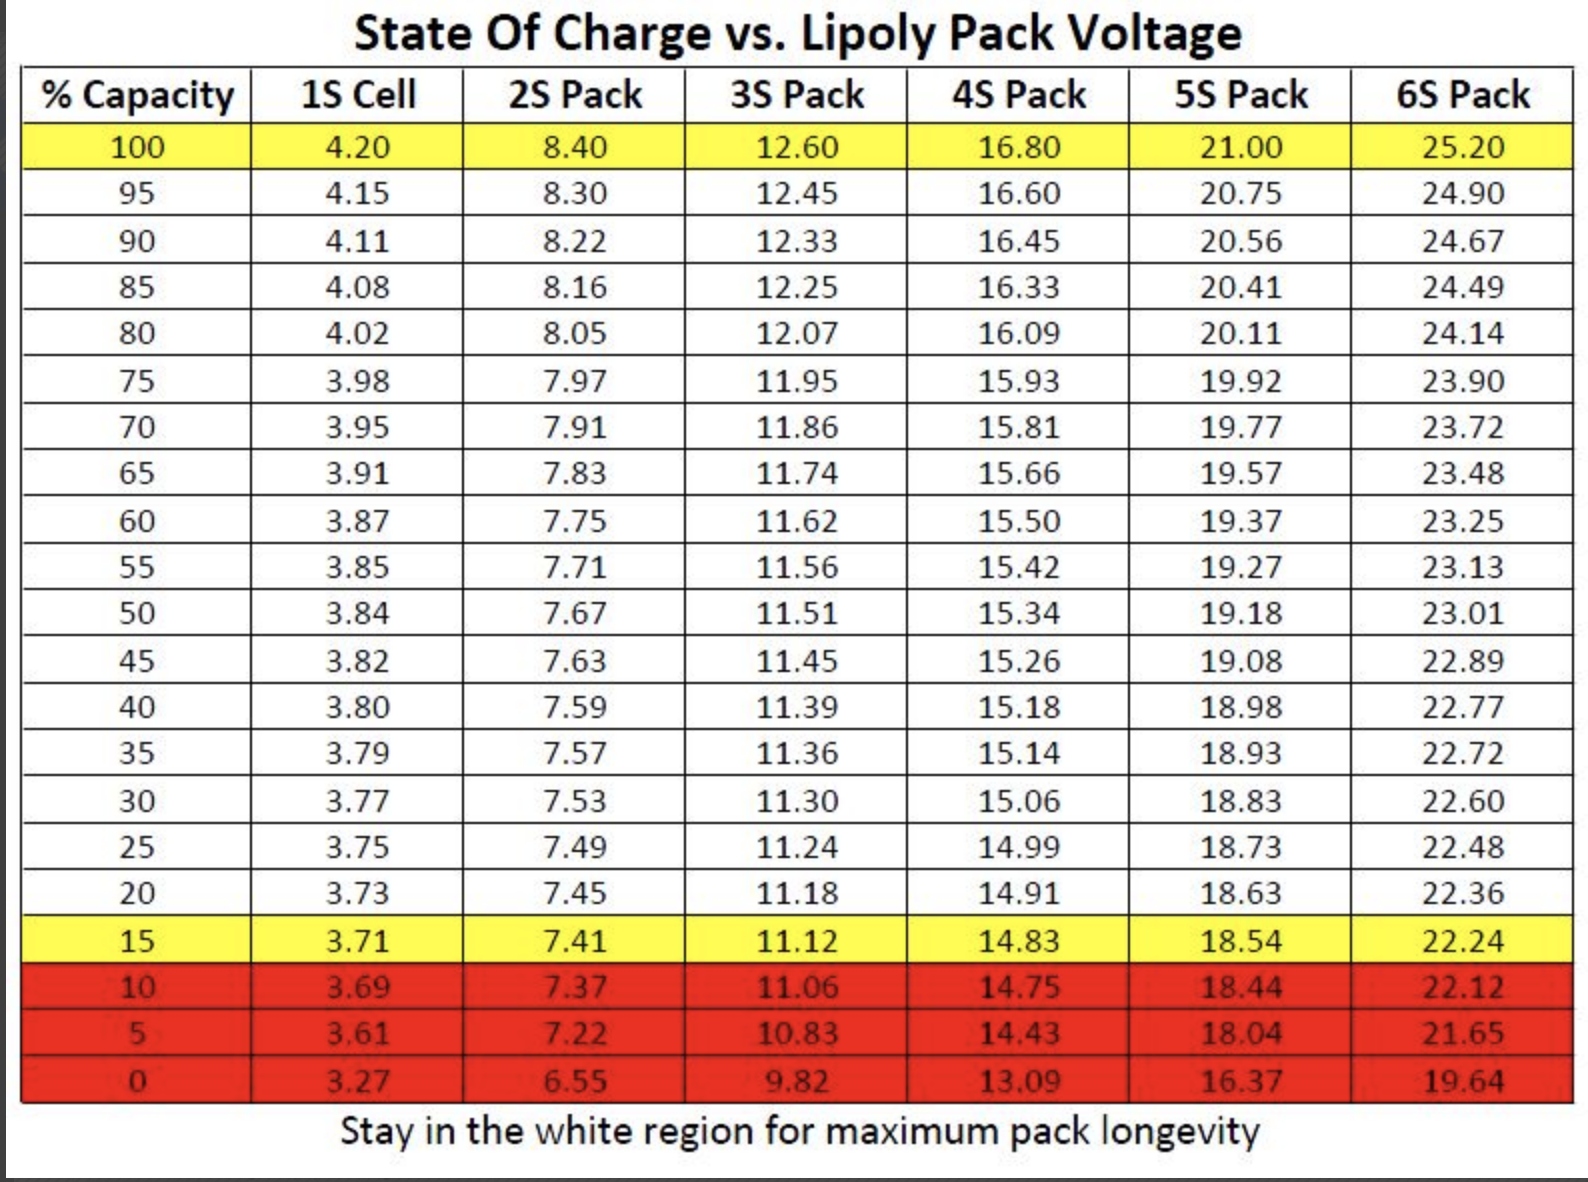 State Of Charge vs. Lipoly Pack Voltage
% Capacity 1S Cell 2S Pack 3S Pack 4S Pack 5S Pack 6S Pack
100 4.20 8.40 12.60 16.80 21.00 25.20
95 4.15 8.30 12.45 16.60 20.75 24.90
90 4.11 8.22 12.33 16.45 20.56 24.67
85 4.08 8.16 12.25 16.33 20.41 24.49
80 4.02 8.05 12.07 16.09 20.11 24.14
75 3.98 7.97 11.95 15.93 19.92 23.90
70 3.95 7.91 11.86 15.81 19.77 23.72
65 3.91 7.83 11.74 15.66 19.57 23.48
60 3.87 7.75 11.62 15.50 19.37 23.25
55 3.85 7.71 11.56 15.42 19.27 23.13
50 3.84 7.67 11.51 15.34 19.18 23.01
45 3.82 7.63 11.45 15.26 19.08 22.89
40 3.80 7.59 11.39 15.18 18.98 22.77
35 3.79 7.57 11.36 15.14 18.93 22.72
30 3.77 7.53 11.30 15.06 18.83 22.60
25 3.75 7.49 11.24 14.99 18.73 22.48
20 3.73 7.45 11.18 14.91 18.63 22.36
15 3.71 7.41 11.12 14.83 18.54 22.24
10 3.69 7.37 11.06 14.75 18.44 22.12
5 3.61 7.22 10.83 14.43 18.04 21.65
0 3.27 6.55 9.82 13.09 16.37 19.64
Stay in the white region for maximum pack longevity